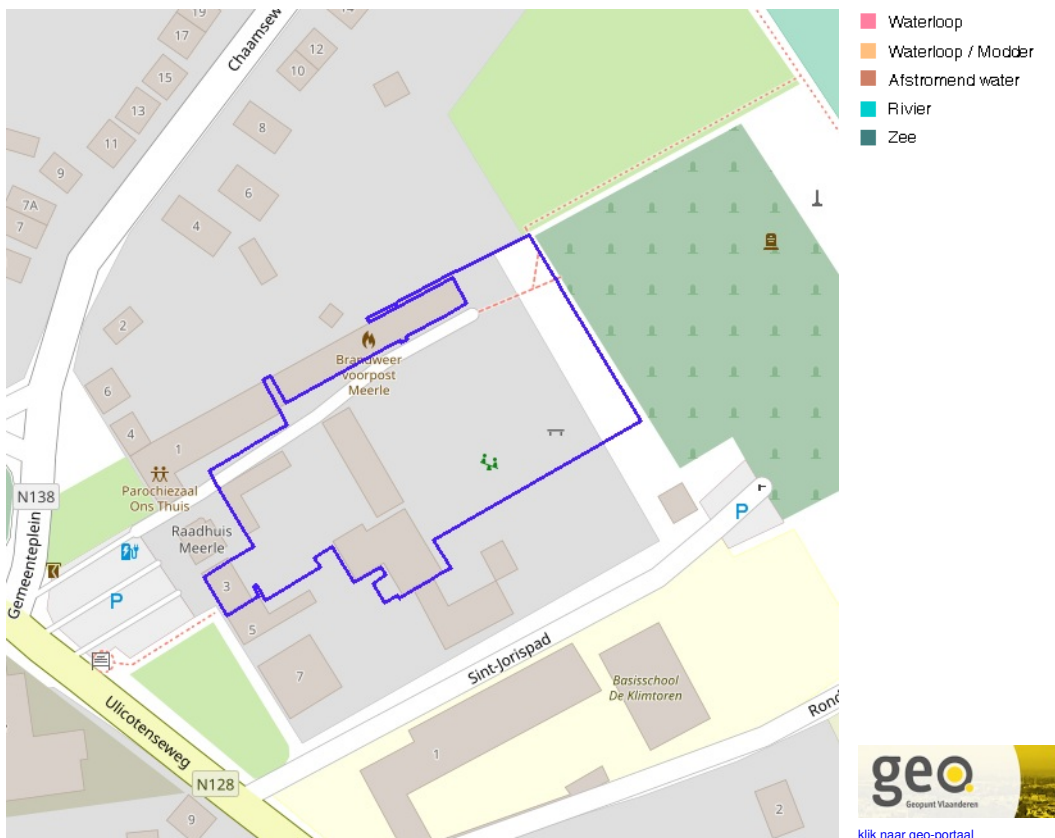 19
17
14
Chaamsew
12
10
15
13
8
11
9
7A
7
6
4
2
Brandweer
voorpost
Meerle
6
4
1
Parochiezaal
Ons Thuis
N138
Raadhuis
Meerle
P
Gemeenteplein
P
3
5
7
Sint-Jorispad
Basisschool
De Klimtoren
Rond
Ulicotenseweg
1
N128
9
2
Waterloop
Waterloop / Modder
Afstromend water
Rivier
Zee
geo
Geopunt Vlaanderen
klik naar geo-portaal